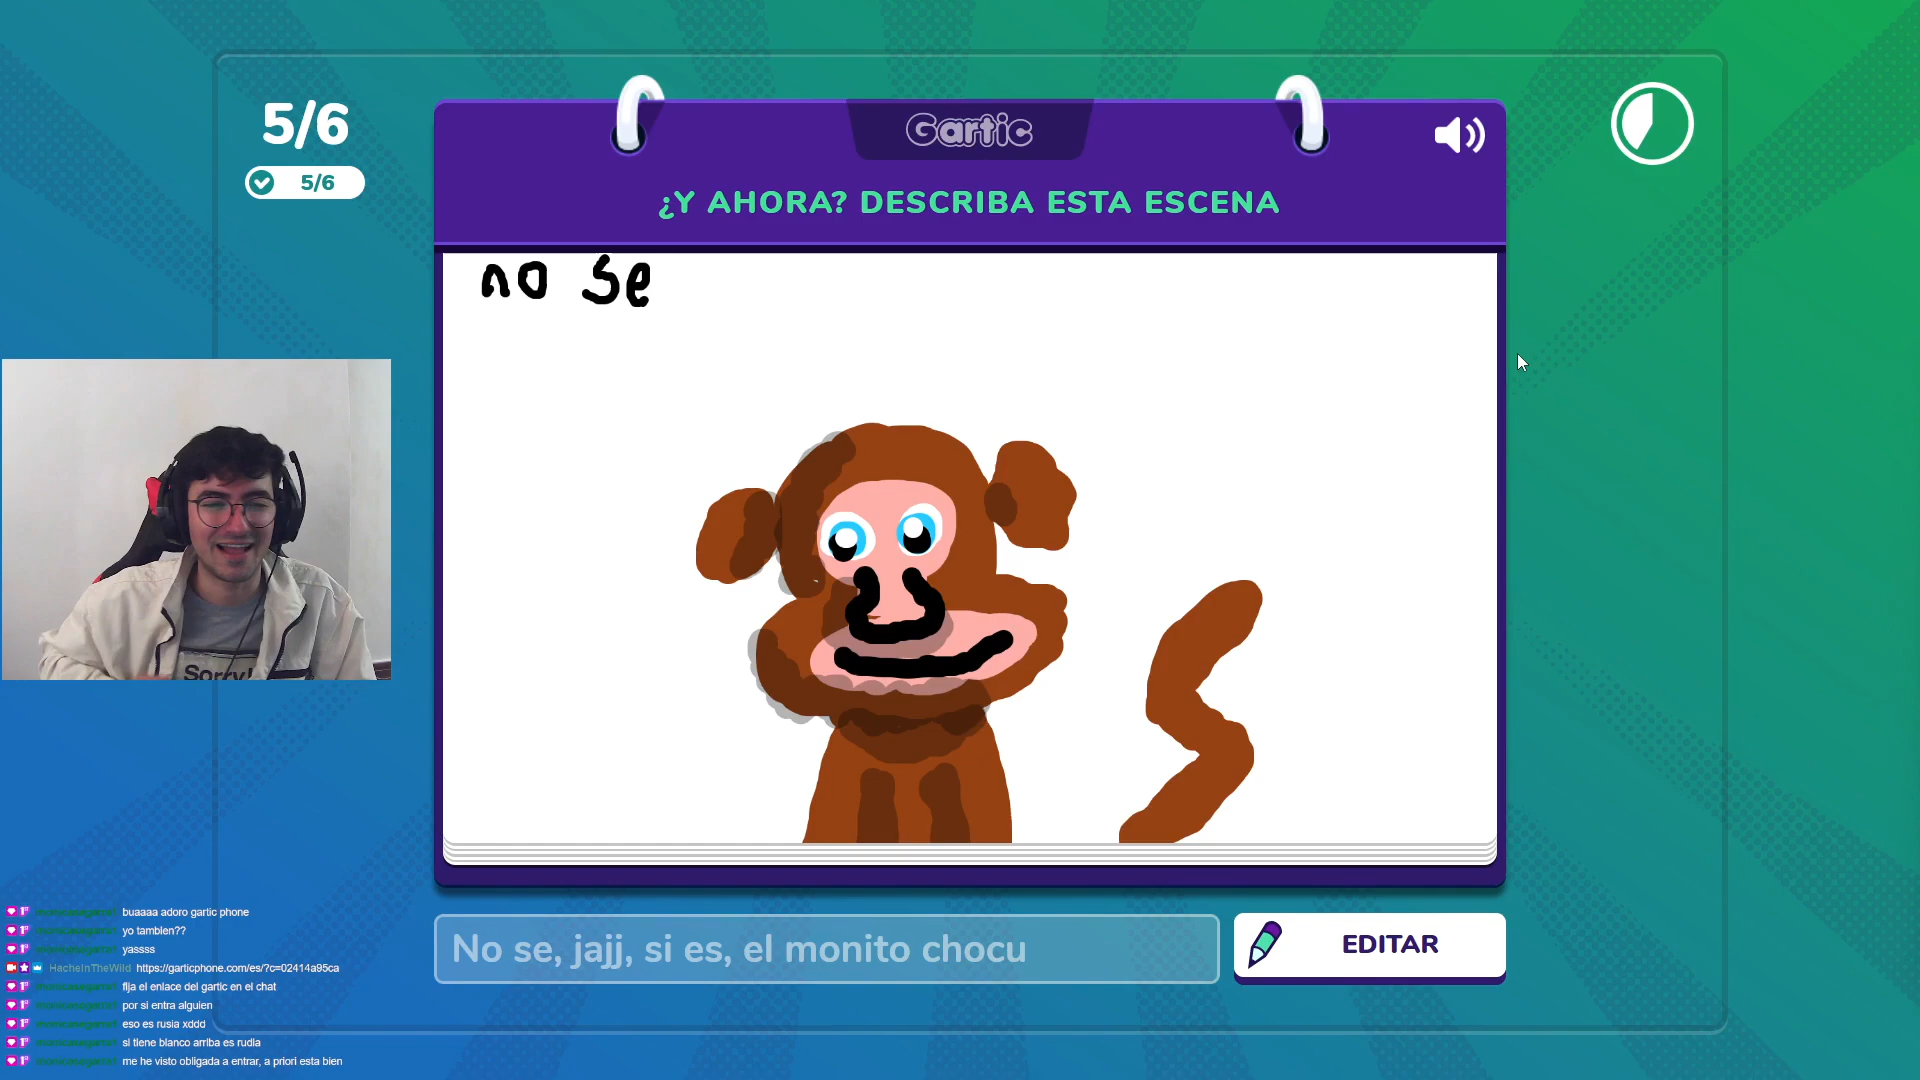 5/6
5/6
Gartic
¿Y AHORA? DESCRIBA ESTA ESCENA
no se
Sorry!
buaaaa adoro gartic phone
yo tambIen??
yassss
HacheInTheWild https://garticphone.com/es/?c=02414a95ca
fIja el enlace del gartic en el chat
por si entra alguien
eso es rusia xddd
si tIene blanco arriba es rudia
me he visto obligada a entrar, a priori esta bien
No se, jajj, si es, el monito chocu
EDITAR